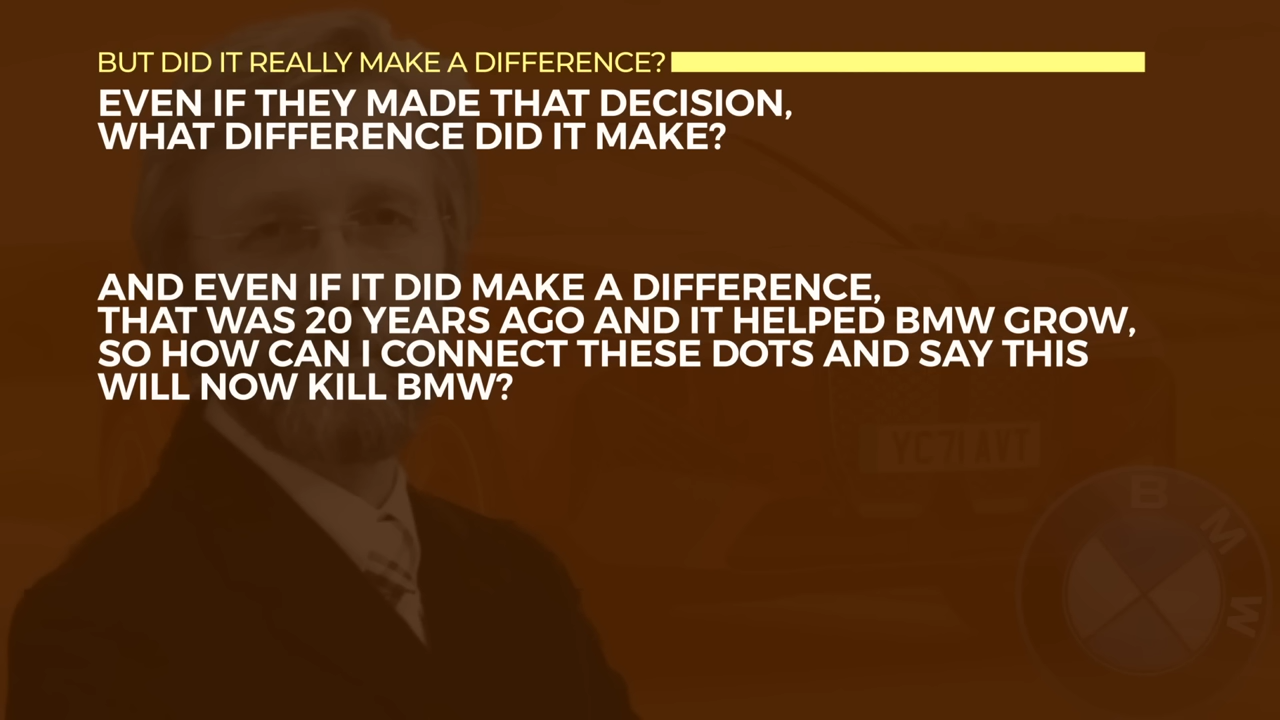 BUT DID IT REALLY MAKE A DIFFERENCE?
EVEN IF THEY MADE THAT DECISION,
WHAT DIFFERENCE DID IT MAKE?
AND EVEN IF IT DID MAKE A DIFFERENCE,
THAT WAS 20 YEARS AGO AND IT HELPED BMW GROW,
SO HOW CAN I CONNECT THESE DOTS AND SAY THIS
WILL NOW KILL BMW?
YC71 AVT
BMW